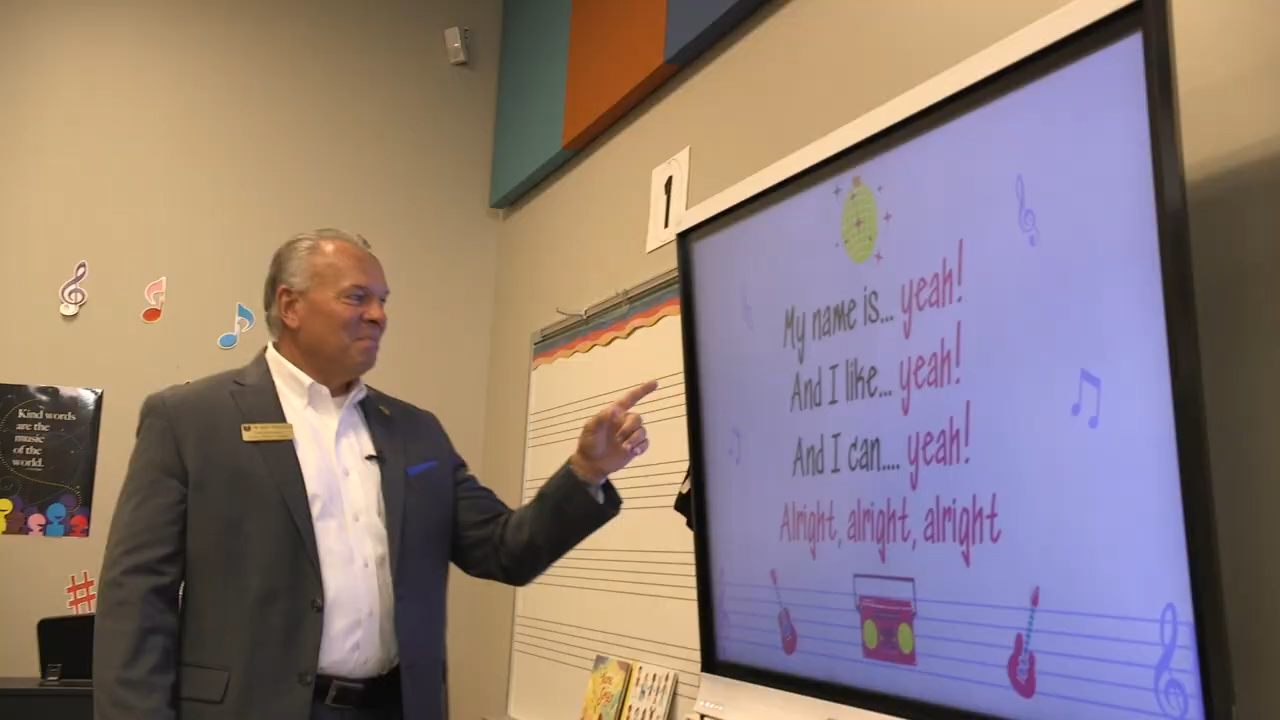 1
My name is... yeah!
And I like... yeah!
And I can.... yeah!
Alright, alright, alright
Kind words
are the
music
of the
world.
#